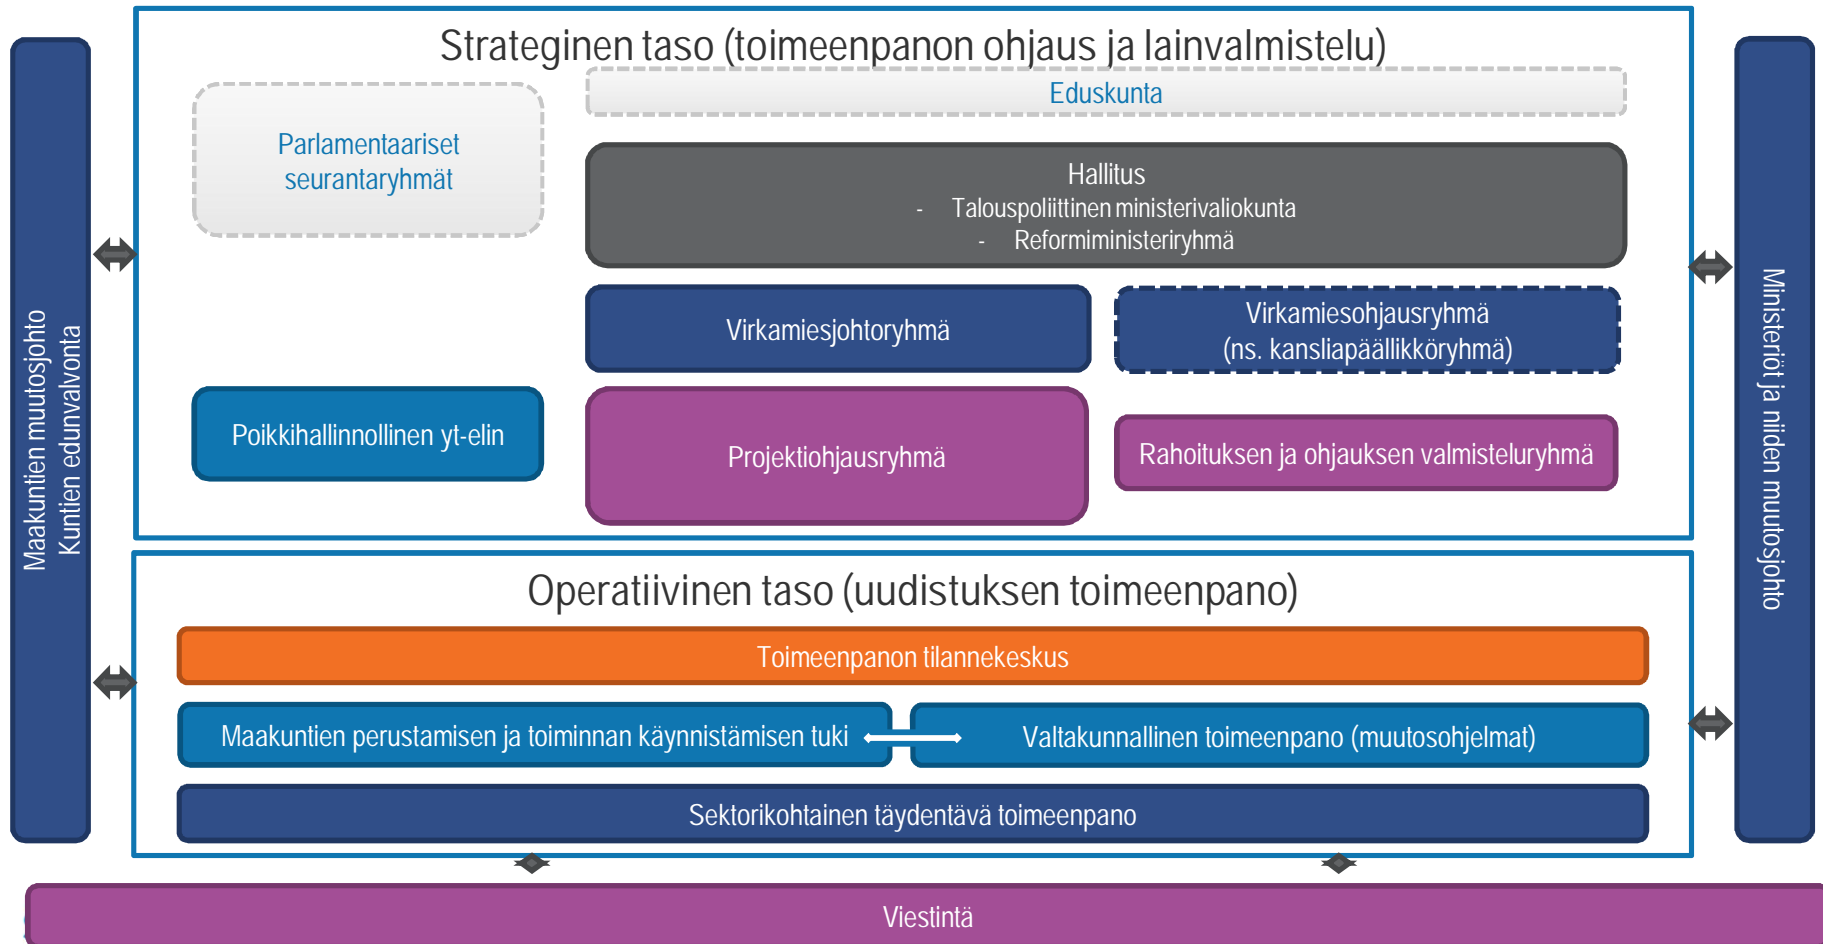 Strateginen taso (toimeenpanon ohjaus ja lainvalmistelu)
Eduskunta
Parlamentaariset
seurantaryhmät
Hallitus
- Talouspoliittinen ministerivaliokunta
- Reformiministeriryhmä
Virkamiesjohtoryhmä
Virkamiesohjausryhmä
(ns. kansliapäällikköryhmä)
Poikkihallinnollinen yt-elin
Projektiohjausryhmä
Rahoituksen ja ohjauksen valmisteluryhmä
Maakuntien muutosjohto
Kuntien edunvalvonta
Ministeriöt ja niiden muutosjohto
Operatiivinen taso (uudistuksen toimeenpano)
Toimeenpanon tilannekeskus
Maakuntien perustamisen ja toiminnan käynnistämisen tuki
Valtakunnallinen toimeenpano (muutosohjelmat)
Sektorikohtainen täydentävä toimeenpano
Viestintä